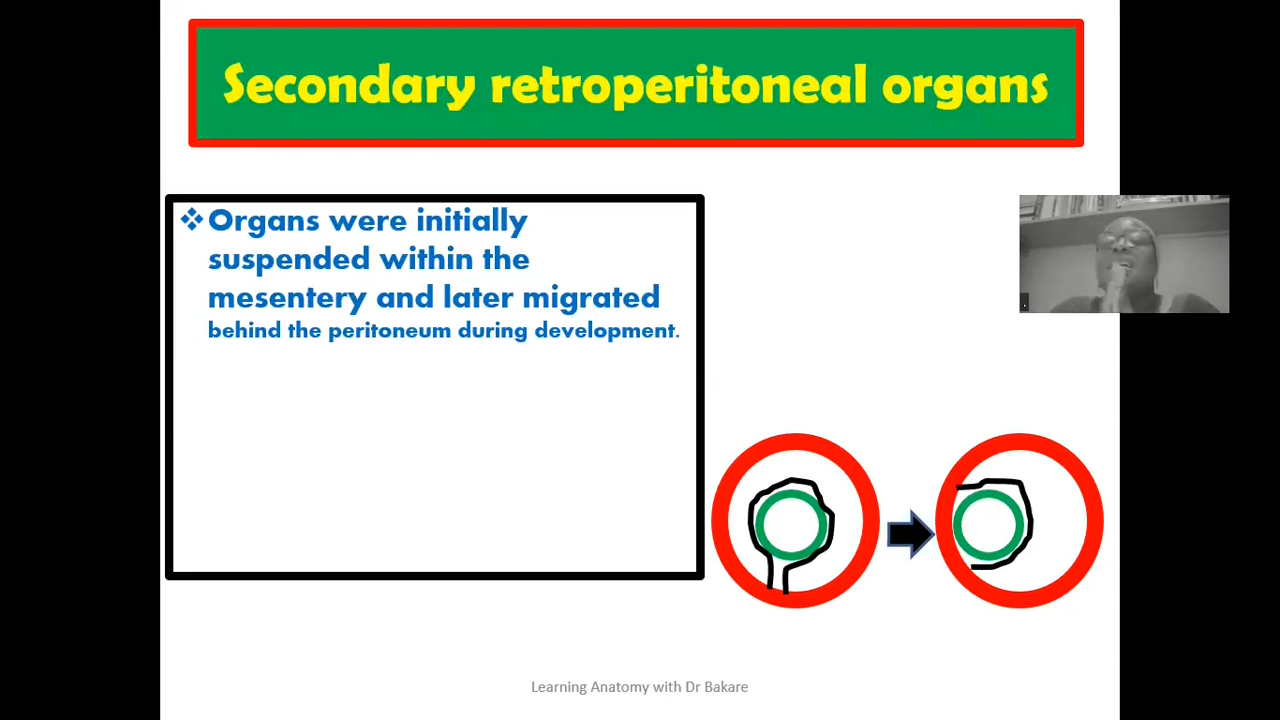 Secondary retroperitoneal organs
❖Organs were initially
suspended within the
mesentery and later migrated
behind the peritoneum during development.
Learning Anatomy with Dr Bakare